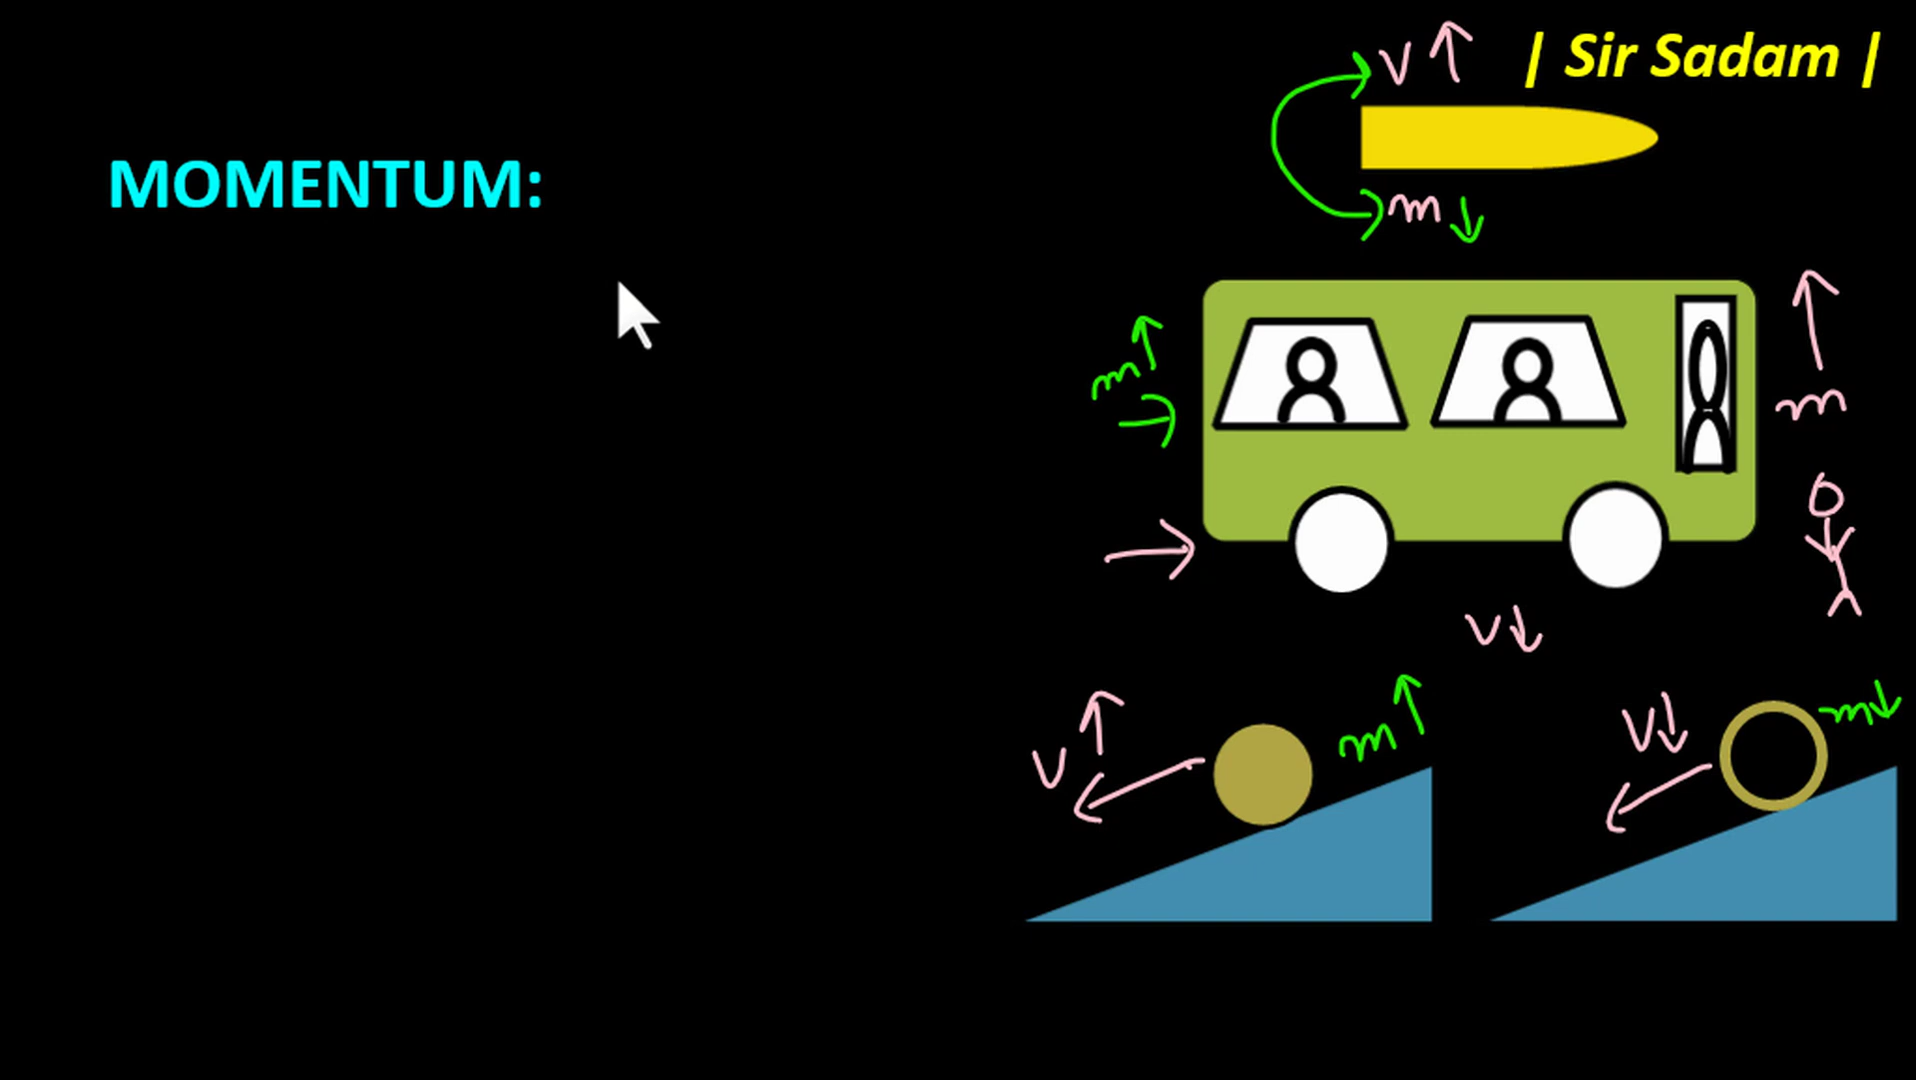 | Sir Sadam |
V ↑
MOMENTUM:
m ↓
m ↑
m
V ↓
V ↑
m ↑
V ↓
m ↓